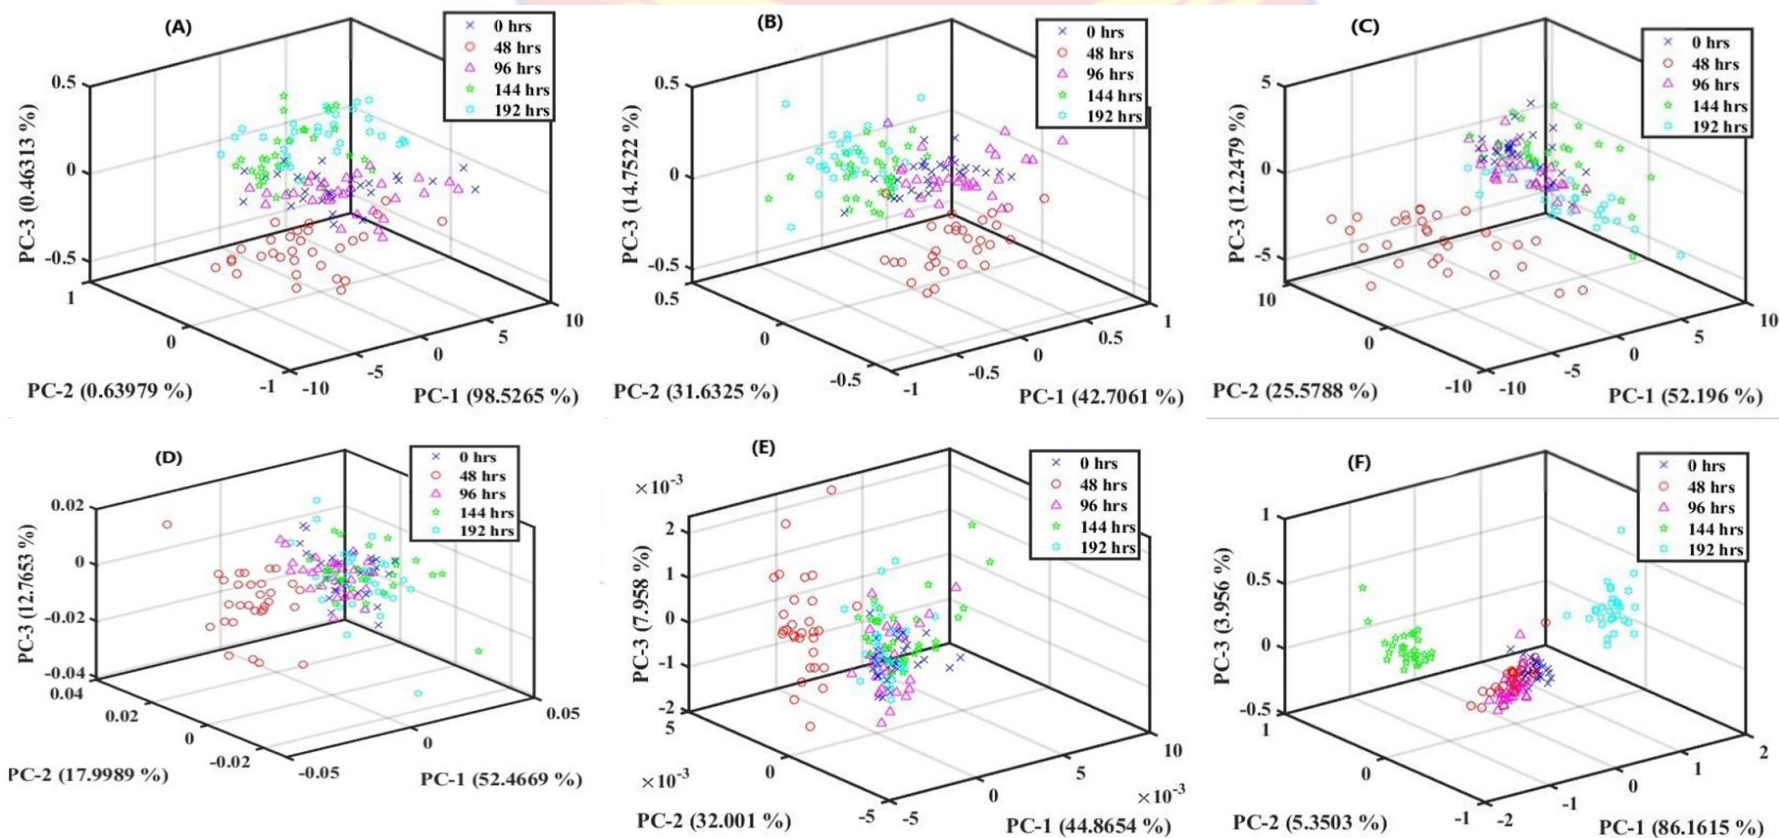 (A)
0 hrs
48 hrs
96 hrs
144 hrs
192 hrs
PC-3 (0.46313 %)
0.5
0
-0.5
1
0
-1
-10
-5
0
5
10
PC-2 (0.63979 %)
PC-1 (98.5265 %)
(B)
0 hrs
48 hrs
96 hrs
144 hrs
192 hrs
PC-3 (14.7522 %)
0.5
0
-0.5
0.5
0
-0.5
-1
-0.5
0
0.5
1
PC-2 (31.6325 %)
PC-1 (42.7061 %)
(C)
0 hrs
48 hrs
96 hrs
144 hrs
192 hrs
PC-3 (12.2479 %)
5
0
-5
10
0
-10
-10
-5
0
5
10
PC-2 (25.5788 %)
PC-1 (52.196 %)
(D)
0 hrs
48 hrs
96 hrs
144 hrs
192 hrs
PC-3 (12.7653 %)
0.02
0
-0.02
-0.04
0.04
0.02
0
-0.02
-0.05
0
0.05
PC-2 (17.9989 %)
PC-1 (52.4669 %)
(E)
×10-3
0 hrs
48 hrs
96 hrs
144 hrs
192 hrs
PC-3 (7.958 %)
2
1
0
-1
-2
5
0
-5
-5
0
5
10
×10-3
×10-3
PC-2 (32.001 %)
PC-1 (44.8654 %)
(F)
0 hrs
48 hrs
96 hrs
144 hrs
192 hrs
PC-3 (3.956 %)
1
0.5
0
-0.5
1
0
-1
-2
-1
0
1
2
PC-2 (5.3503 %)
PC-1 (86.1615 %)